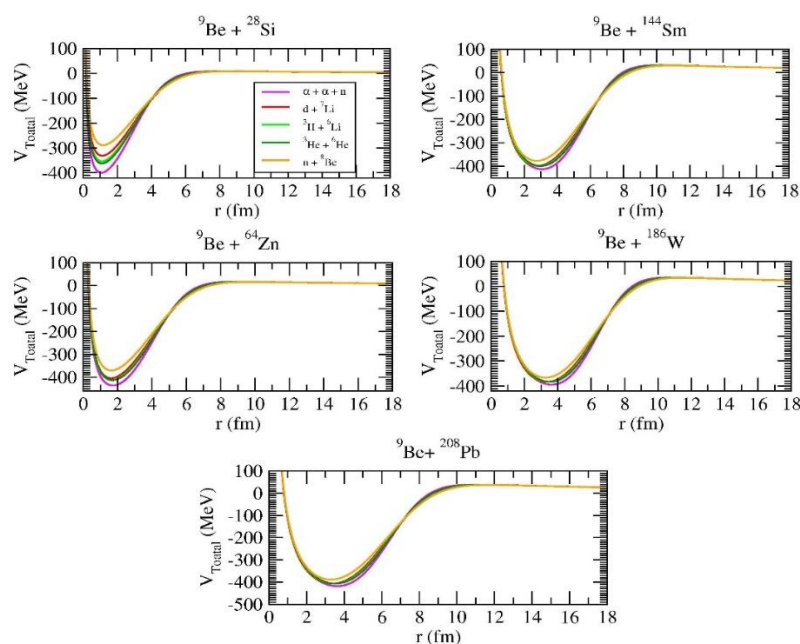 ⁹Be + ²⁸Si
V_Toatal (MeV)
100
0
-100
-200
-300
-400
-500
α + α + n
d + ⁷Li
³H + ⁶Li
³He + ⁶He
n + ⁸Be
0 2 4 6 8 10 12 14 16 18
r (fm)
⁹Be + ¹⁴⁴Sm
V_Toatal (MeV)
100
0
-100
-200
-300
-400
-500
0 2 4 6 8 10 12 14 16 18
r (fm)
⁹Be + ⁶⁴Zn
V_Toatal (MeV)
100
0
-100
-200
-300
-400
0 2 4 6 8 10 12 14 16 18
r (fm)
⁹Be + ¹⁸⁶W
V_Toatal (MeV)
100
0
-100
-200
-300
-400
0 2 4 6 8 10 12 14 16 18
r (fm)
⁹Be+ ²⁰⁸Pb
V_Toatal (MeV)
100
0
-100
-200
-300
-400
-500
0 2 4 6 8 10 12 14 16 18
r (fm)